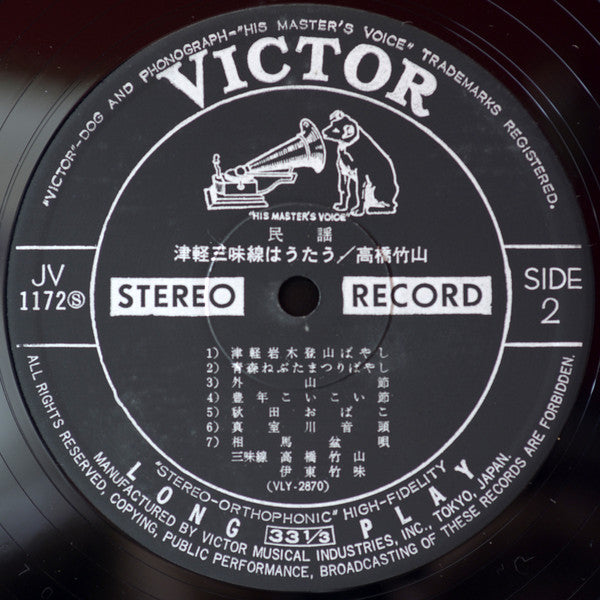 "VICTOR"-DOG AND PHONOGRAPH-"HIS MASTER'S VOICE" TRADEMARKS REGISTERED.
VICTOR
"HIS MASTER'S VOICE"
民謡
津軽三味線はうたう/高橋竹山
JV
1172Ⓢ
STEREO RECORD
SIDE
2
1) 津軽岩木登山ばやし
2) 青森ねぶたまつりばやし
3) 外山節
4) 豊年こいこい節
5) 秋田おばこ
6) 真室川音頭
7) 相馬盆唄
三味線 高橋竹山
伊東竹味
(VLY-2870)
"STEREO-ORTHOPHONIC" HIGH-FIDELITY
LONG 33 1/3 PLAY
MANUFACTURED BY VICTOR MUSICAL INDUSTRIES, INC., TOKYO, JAPAN.
ALL RIGHTS RESERVED, COPYING, PUBLIC PERFORMANCE, BROADCASTING OF THESE RECORDS ARE FORBIDDEN.